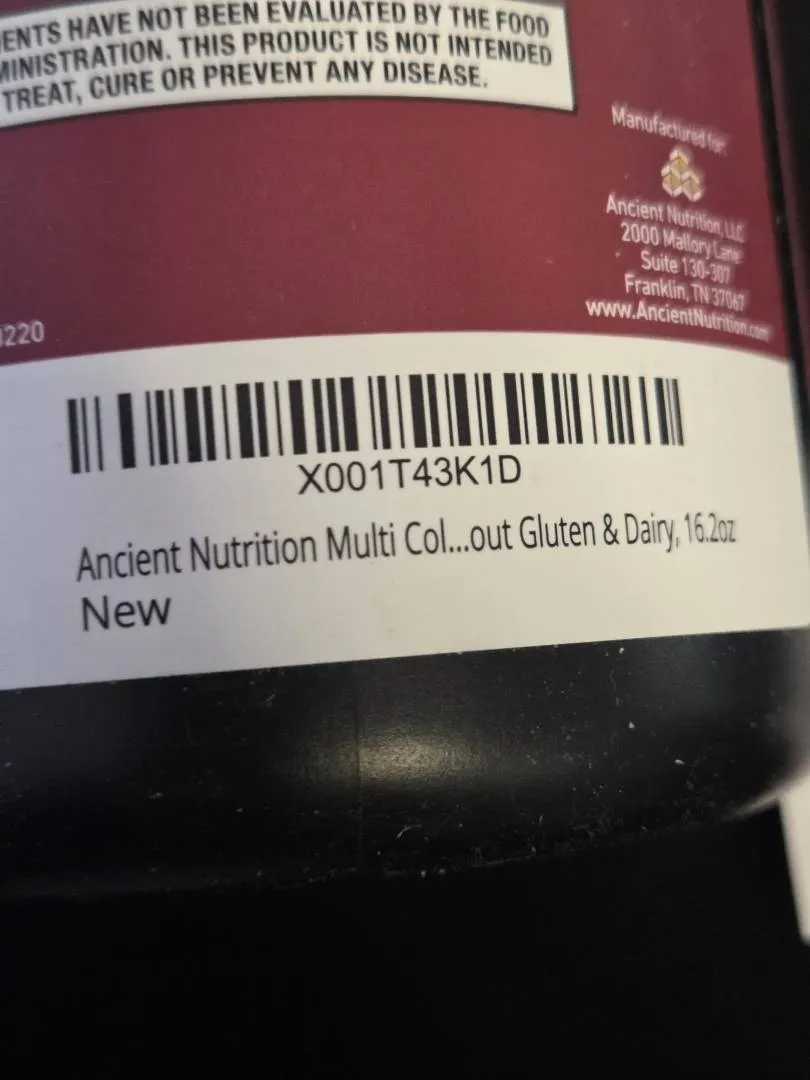 ENTS HAVE NOT BEEN EVALUATED BY THE FOOD
MINISTRATION. THIS PRODUCT IS NOT INTENDED
TREAT, CURE OR PREVENT ANY DISEASE.
Manufactured for:
Ancient Nutrition, LLC
2000 Mallory Lane
Suite 130-307
Franklin, TN 37067
www.AncientNutrition.com
0220
X001T43K1D
Ancient Nutrition Multi Col...out Gluten & Dairy, 16.2oz
New